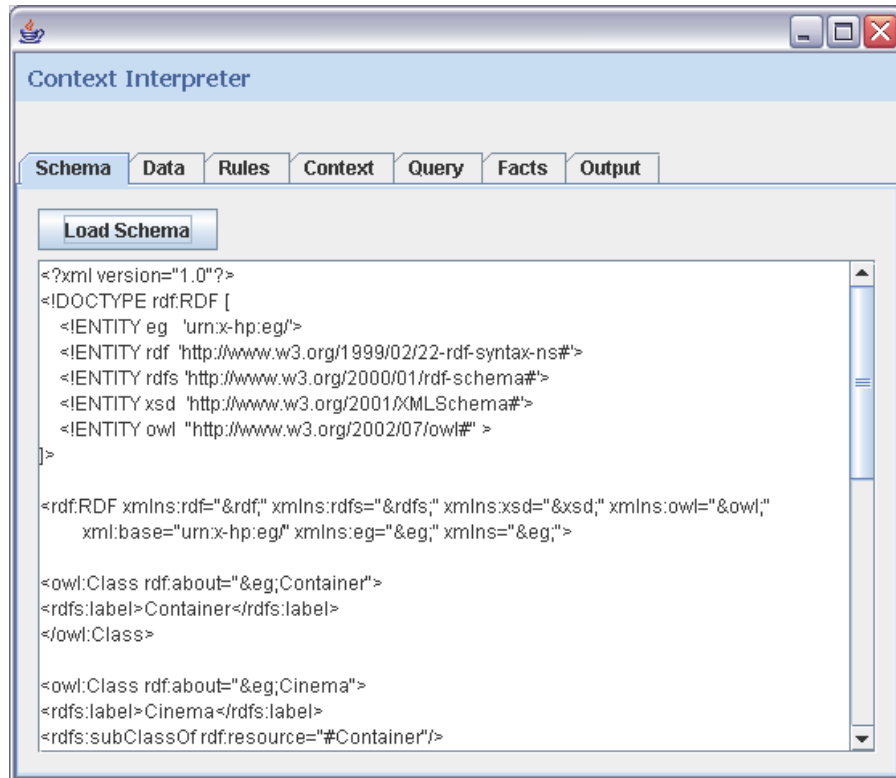 Context Interpreter
Schema Data Rules Context Query Facts Output
Load Schema
<?xml version="1.0"?>
<!DOCTYPE rdf:RDF [
<!ENTITY eg 'urn:x-hp:eg/'>
<!ENTITY rdf 'http://www.w3.org/1999/02/22-rdf-syntax-ns#'>
<!ENTITY rdfs 'http://www.w3.org/2000/01/rdf-schema#'>
<!ENTITY xsd 'http://www.w3.org/2001/XMLSchema#'>
<!ENTITY owl "http://www.w3.org/2002/07/owl#" >
]>
<rdf:RDF xmlns:rdf="&rdf;" xmlns:rdfs="&rdfs;" xmlns:xsd="&xsd;" xmlns:owl="&owl;"
xml:base="urn:x-hp:eg/" xmlns:eg="&eg;" xmlns="&eg;">
<owl:Class rdf:about="&eg;Container">
<rdfs:label>Container</rdfs:label>
</owl:Class>
<owl:Class rdf:about="&eg;Cinema">
<rdfs:label>Cinema</rdfs:label>
<rdfs:subClassOf rdf:resource="#Container"/>